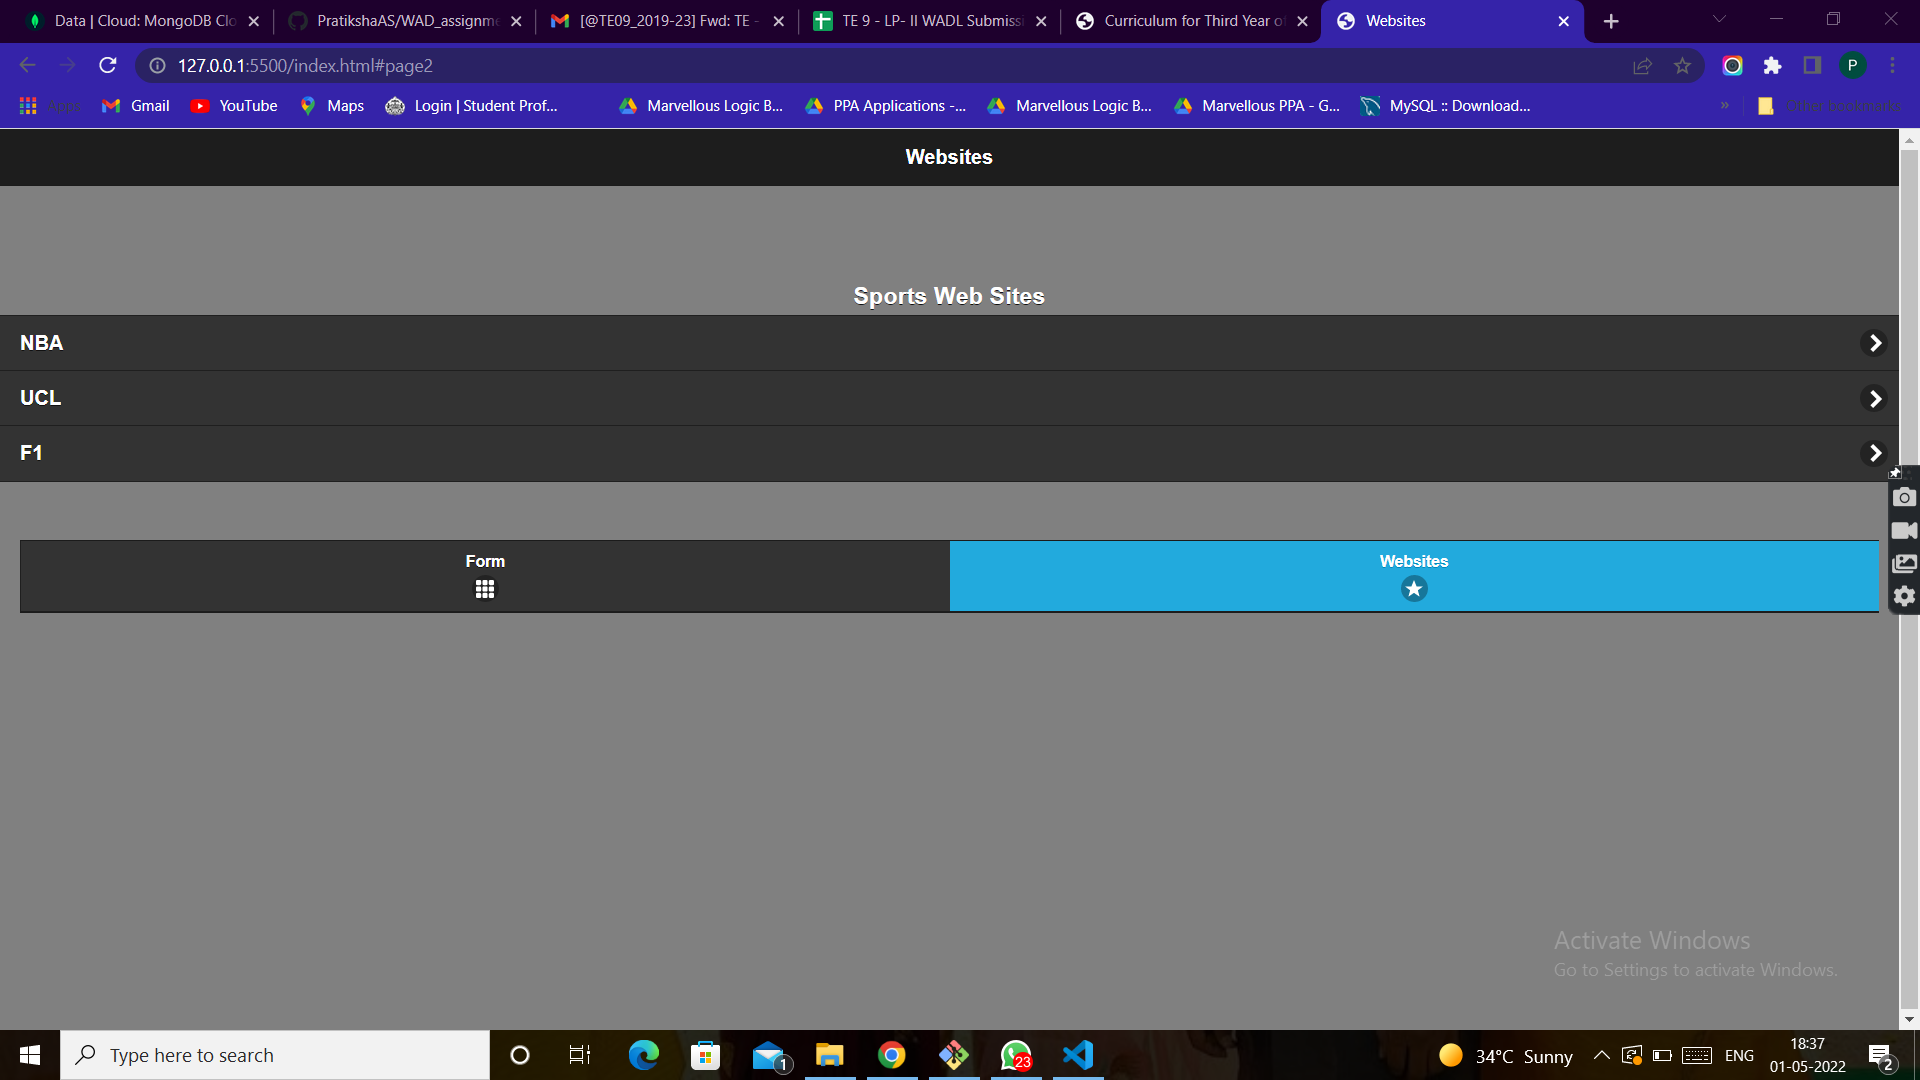 Data | Cloud: MongoDB Clo
PratikshaAS/WAD_assignme
[@TE09_2019-23] Fwd: TE -
TE 9 - LP- II WADL Submissi
Curriculum for Third Year of
Websites
127.0.0.1:5500/index.html#page2
P
Apps
Gmail
YouTube
Maps
Login | Student Prof...
Marvellous Logic B...
PPA Applications -...
Marvellous Logic B...
Marvellous PPA - G...
MySQL :: Download...
»
Other bookmarks
Websites
Sports Web Sites
NBA
UCL
F1
Form
Websites
Activate Windows
Go to Settings to activate Windows.
Type here to search
1
23
34°C Sunny
ENG
18:37
01-05-2022
2